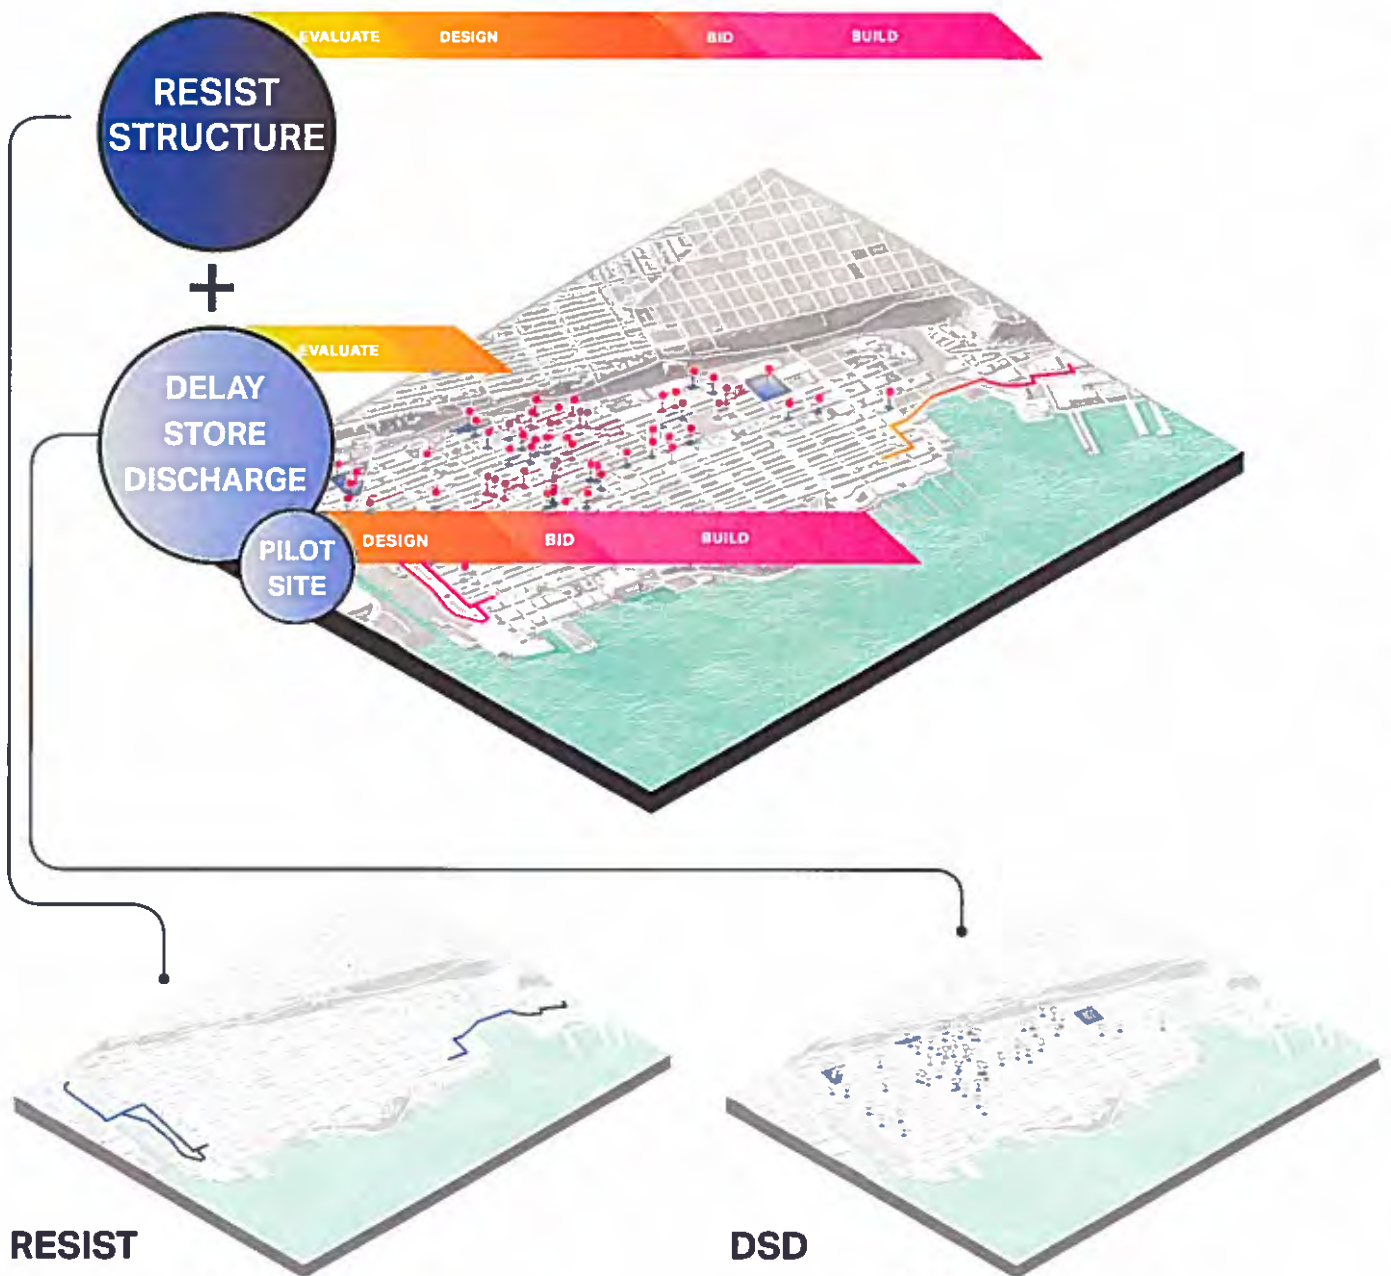 EVALUATE DESIGN BID BUILD
RESIST
STRUCTURE
+
EVALUATE
DELAY
STORE
DISCHARGE
DESIGN BID BUILD
PILOT
SITE
RESIST
DSD